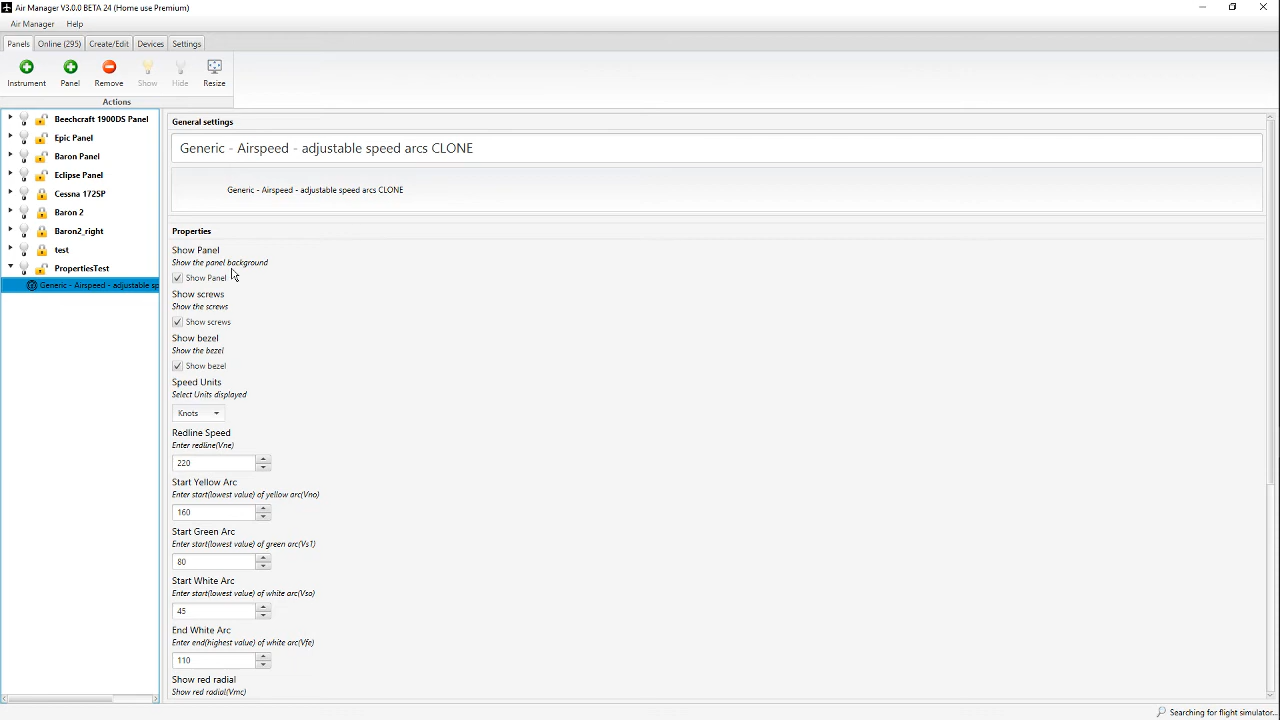 Air Manager V3.0.0 BETA 24 (Home use Premium)
Air Manager Help
Panels Online (295) Create/Edit Devices Settings
Instrument Panel Remove Show Hide Resize
Actions
Beechcraft 1900DS Panel
Epic Panel
Baron Panel
Eclipse Panel
Cessna 172SP
Baron 2
Baron2_right
test
PropertiesTest
Generic - Airspeed - adjustable sp
General settings
Generic - Airspeed - adjustable speed arcs CLONE
Generic - Airspeed - adjustable speed arcs CLONE
Properties
Show Panel
Show the panel background
Show Panel
Show screws
Show the screws
Show screws
Show bezel
Show the bezel
Show bezel
Speed Units
Select Units displayed
Knots
Redline Speed
Enter redline(Vne)
220
Start Yellow Arc
Enter start(lowest value) of yellow arc(Vno)
160
Start Green Arc
Enter start(lowest value) of green arc(Vs1)
80
Start White Arc
Enter start(lowest value) of white arc(Vso)
45
End White Arc
Enter end(highest value) of white arc(Vfe)
110
Show red radial
Show red radial(Vmc)
Searching for flight simulator...